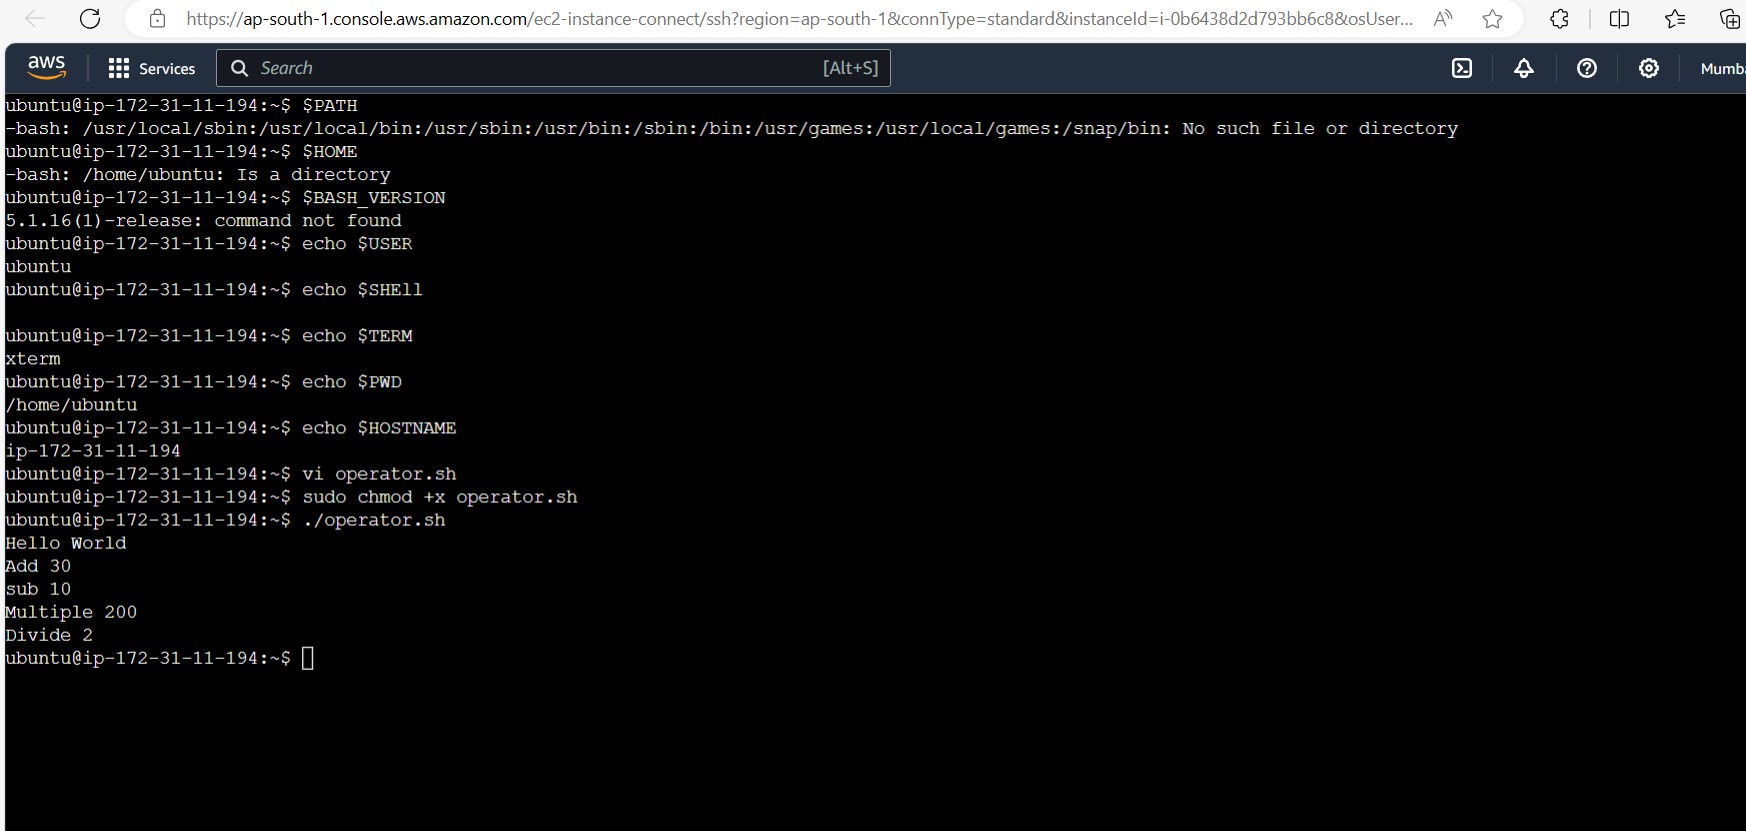 https://ap-south-1.console.aws.amazon.com/ec2-instance-connect/ssh?region=ap-south-1&connType=standard&instanceId=i-0b6438d2d793bb6c8&osUser...
aws Services Search [Alt+S] Mumb
ubuntu@ip-172-31-11-194:~$ $PATH
-bash: /usr/local/sbin:/usr/local/bin:/usr/sbin:/usr/bin:/sbin:/bin:/usr/games:/usr/local/games:/snap/bin: No such file or directory
ubuntu@ip-172-31-11-194:~$ $HOME
-bash: /home/ubuntu: Is a directory
ubuntu@ip-172-31-11-194:~$ $BASH_VERSION
5.1.16(1)-release: command not found
ubuntu@ip-172-31-11-194:~$ echo $USER
ubuntu
ubuntu@ip-172-31-11-194:~$ echo $SHEll
ubuntu@ip-172-31-11-194:~$ echo $TERM
xterm
ubuntu@ip-172-31-11-194:~$ echo $PWD
/home/ubuntu
ubuntu@ip-172-31-11-194:~$ echo $HOSTNAME
ip-172-31-11-194
ubuntu@ip-172-31-11-194:~$ vi operator.sh
ubuntu@ip-172-31-11-194:~$ sudo chmod +x operator.sh
ubuntu@ip-172-31-11-194:~$ ./operator.sh
Hello World
Add 30
sub 10
Multiple 200
Divide 2
ubuntu@ip-172-31-11-194:~$